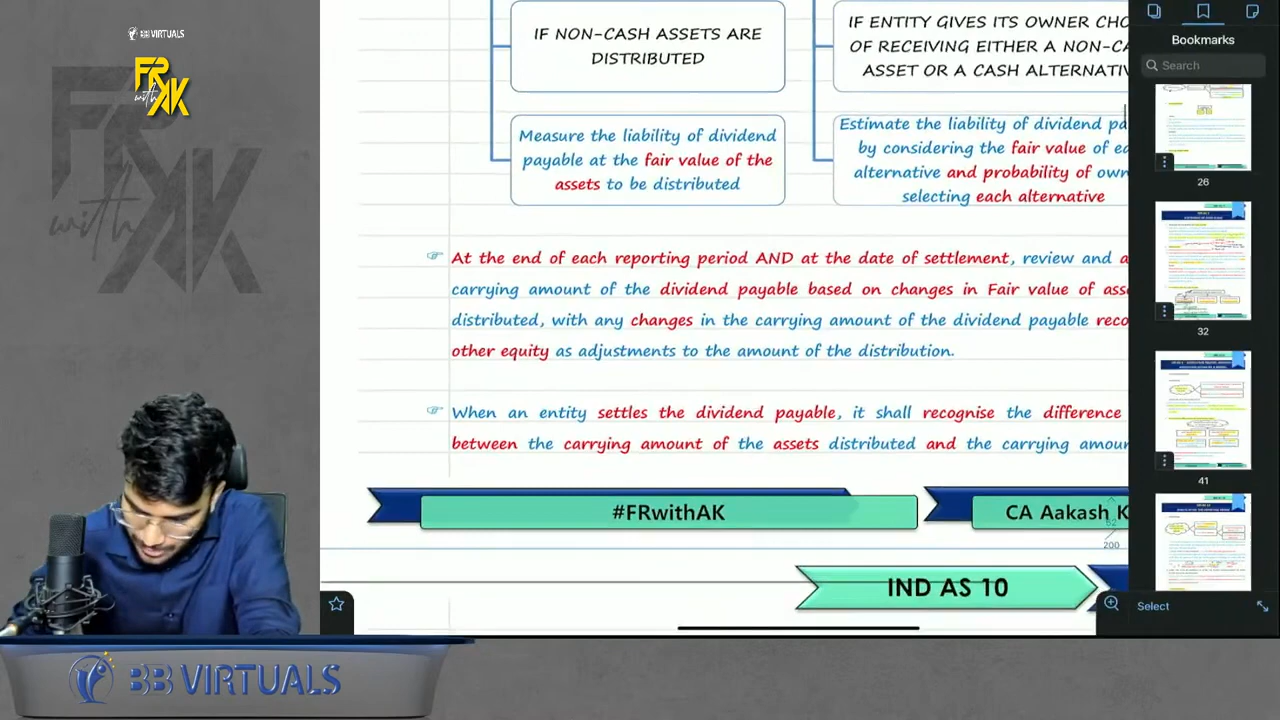 BB VIRTUALS
FR
with AK
IF NON-CASH ASSETS ARE
DISTRIBUTED
Measure the liability of dividend
payable at the fair value of the
assets to be distributed
IF ENTITY GIVES ITS OWNER CHO
OF RECEIVING EITHER A NON-CA
ASSET OR A CASH ALTERNATIV
Estimate the liability of dividend pa
by considering the fair value of ea
alternative and probability of own
selecting each alternative
At the end of each reporting period AND at the date of settlement, review and a
carrying amount of the dividend payable based on changes in Fair value of asse
distributed, with any changes in the carrying amount of the dividend payable reco
other equity as adjustments to the amount of the distribution.
When an entity settles the dividend payable, it shall recognise the difference
between the carrying amount of the assets distributed and the carrying amoun
#FRwithAK
CA Aakash K
52
200
IND AS 10
Bookmarks
Search
26
32
41
Select
BB VIRTUALS